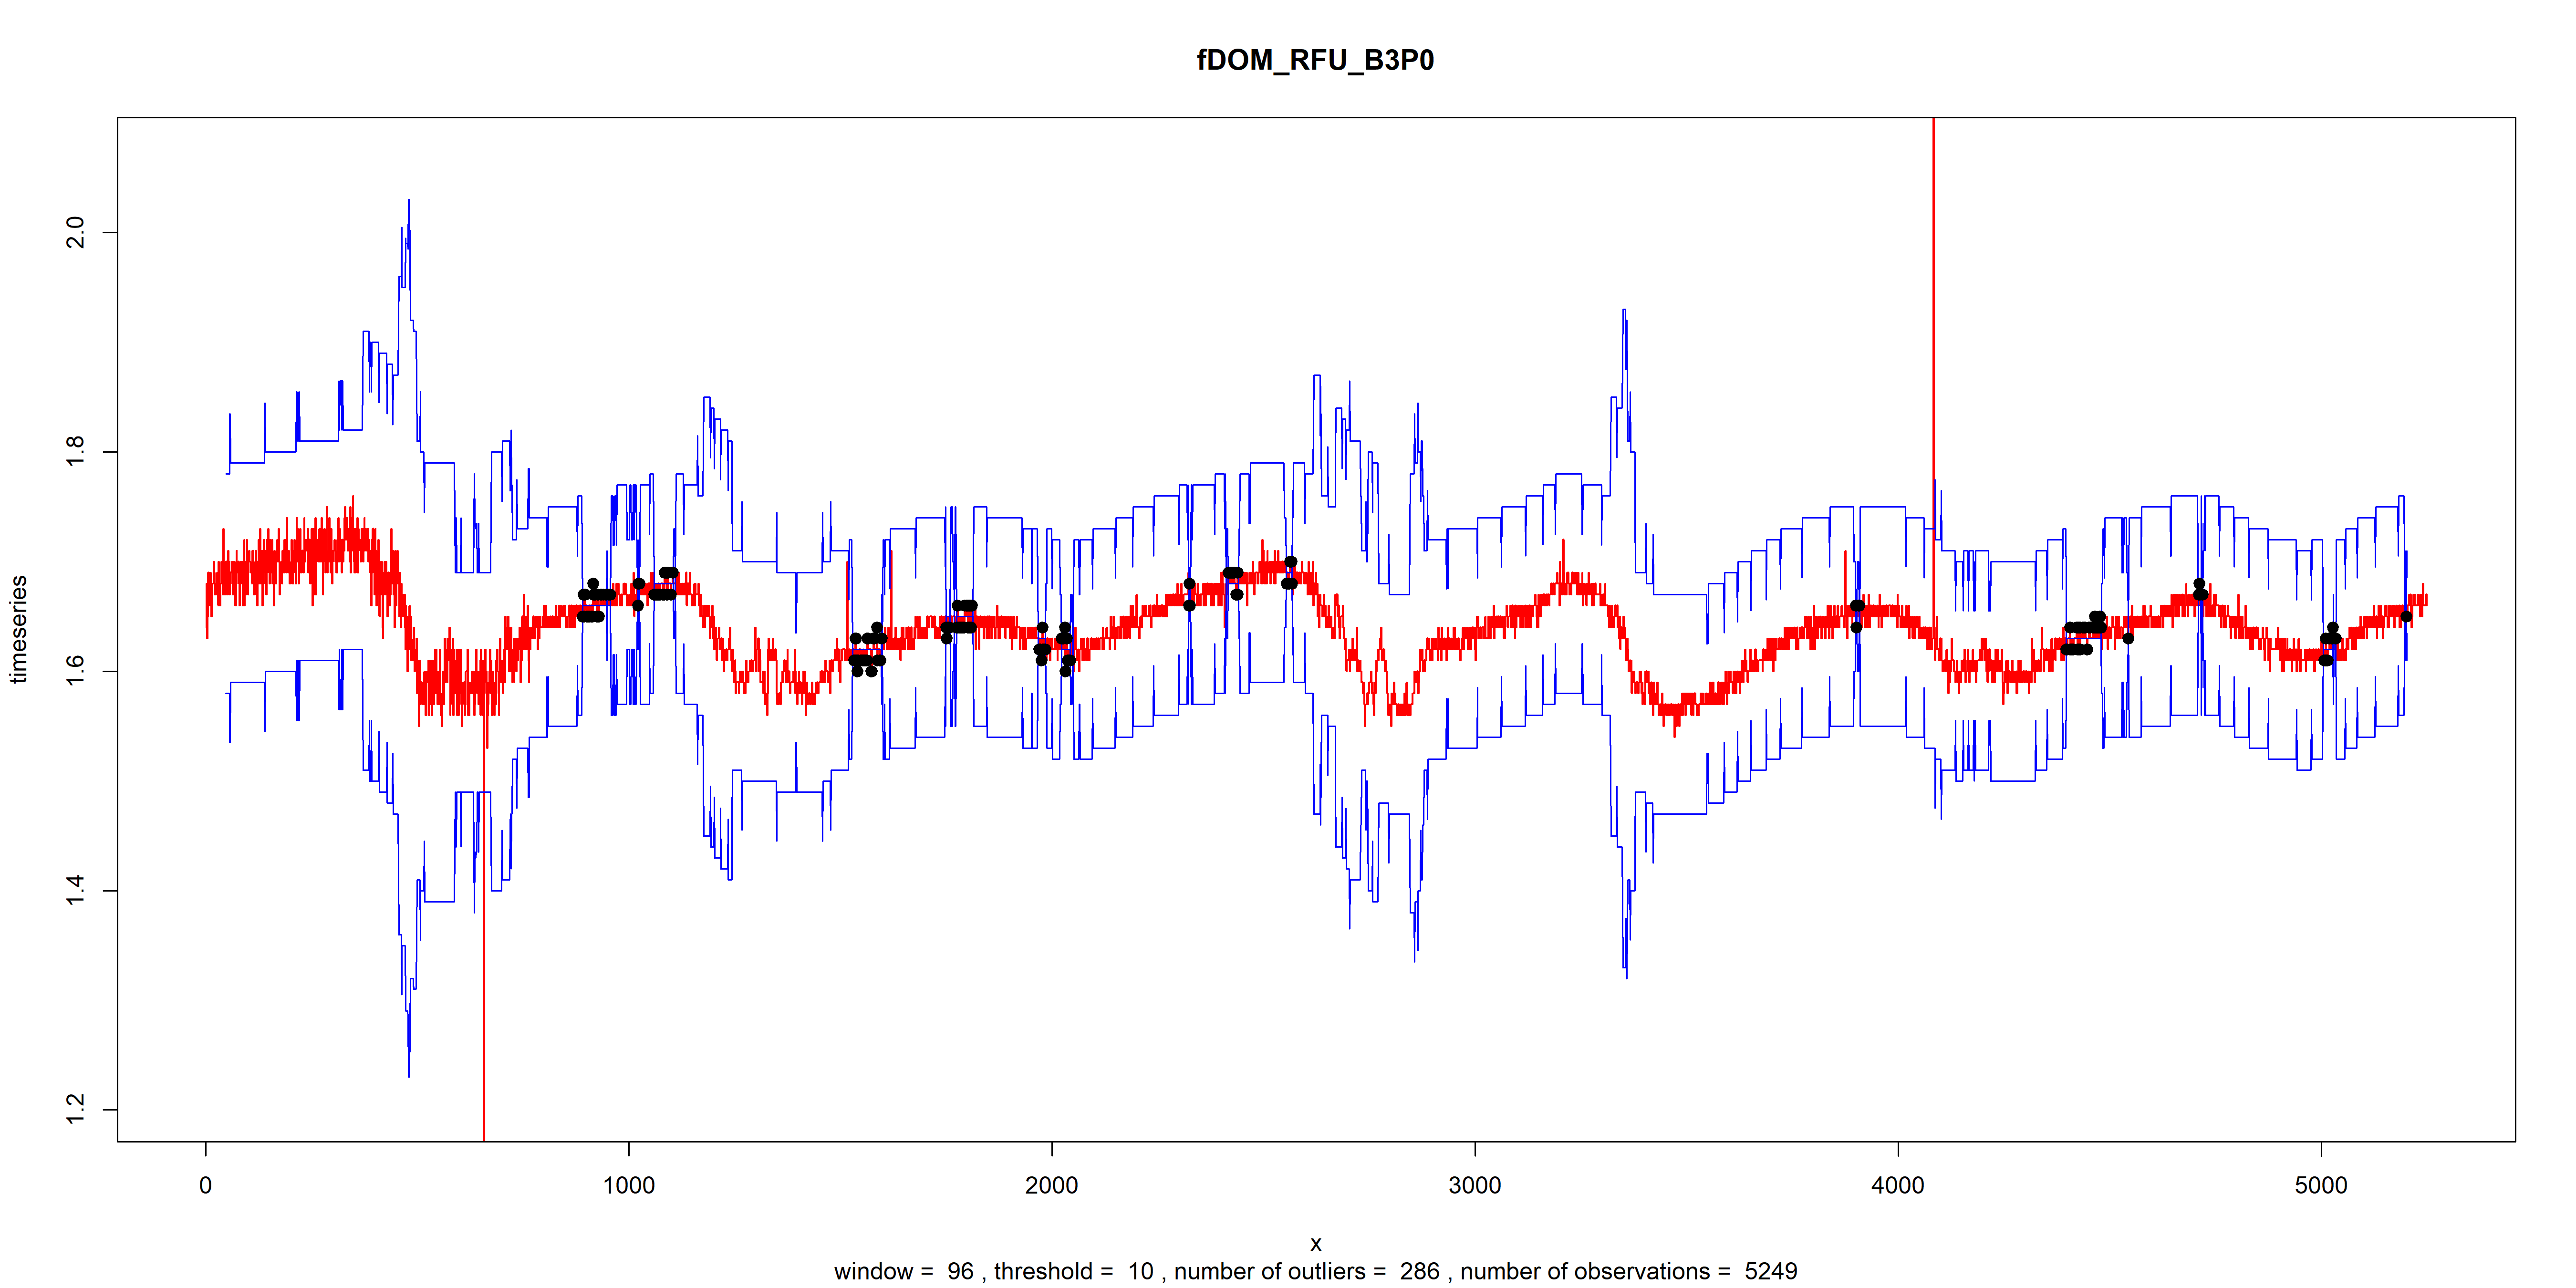 fDOM_RFU_B3P0
timeseries
2.0
1.8
1.6
1.4
1.2
0 1000 2000 3000 4000 5000
x
window = 96 , threshold = 10 , number of outliers = 286 , number of observations = 5249